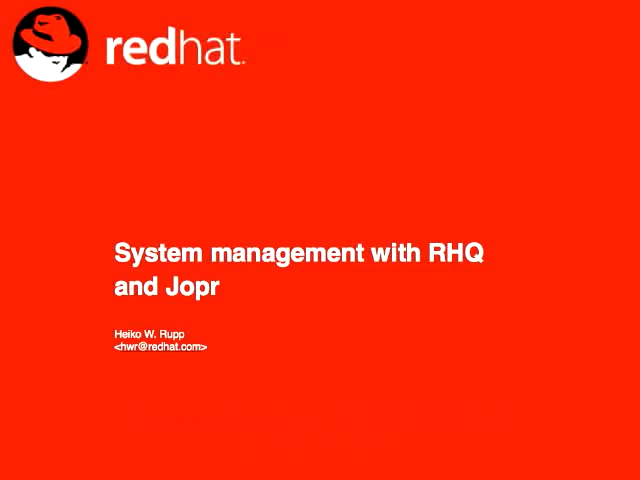 redhat.
System management with RHQ
and Jopr
Heiko W. Rupp
<hwr@redhat.com>